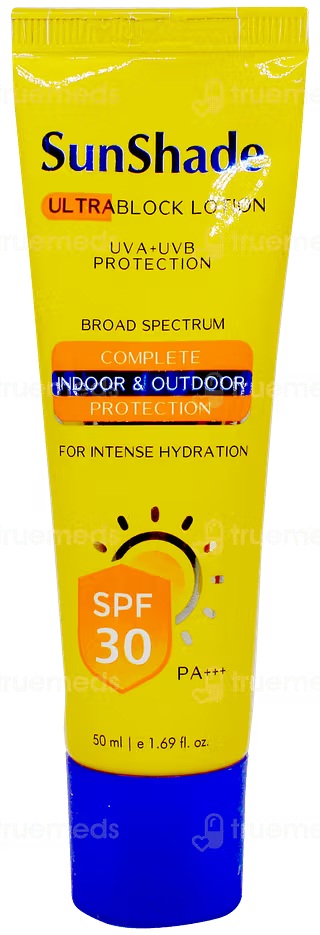 SunShade
ULTRABLOCK LOTION
UVA+UVB
PROTECTION
BROAD SPECTRUM
COMPLETE
INDOOR & OUTDOOR
PROTECTION
FOR INTENSE HYDRATION
SPF
30
PA+++
50 ml | e 1.69 fl. oz.
truemeds